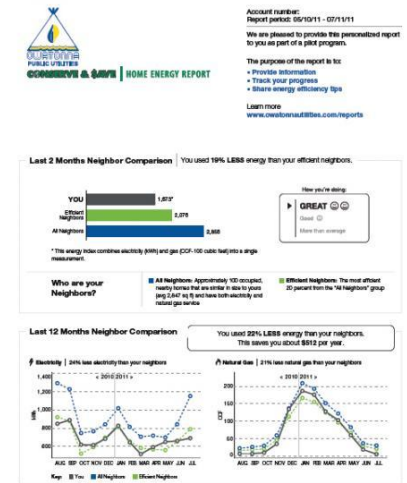 OWATONNA
PUBLIC UTILITIES
CONSERVE & $AVE | HOME ENERGY REPORT
Account number:
Report period: 05/10/11 - 07/11/11
We are pleased to provide this personalized report
to you as part of a pilot program.
The purpose of the report is to:
• Provide information
• Track your progress
• Share energy efficiency tips
Learn more
www.owatonnautilities.com/reports
Last 2 Months Neighbor Comparison | You used 19% LESS energy than your efficient neighbors.
YOU
Efficient
Neighbors
2,078
All Neighbors
How you're doing:
GREAT
Good
More than average
* This energy index combines electricity (kWh) and gas (CCF-100 cubic feet) into a single
measurement.
Who are your
Neighbors?
All Neighbors: Approximately 100 occupied,
nearby homes that are similar in size to yours
(avg 2,647 sq ft) and have both electricity and
natural gas service
Efficient Neighbors: The most efficient
20 percent from the "All Neighbors" group
Last 12 Months Neighbor Comparison
You used 22% LESS energy than your neighbors.
This saves you about $512 per year.
Electricity | 24% less electricity than your neighbors
« 2010 2011 »
1,400
1,200
1,000
800
600
kWh
AUG SEP OCT NOV DEC JAN FEB MAR APR MAY JUN JUL
Natural Gas | 21% less natural gas than your neighbors
« 2010 2011 »
200
150
100
50
0
CCF
AUG SEP OCT NOV DEC JAN FEB MAR APR MAY JUN JUL
Key: You All Neighbors Efficient Neighbors